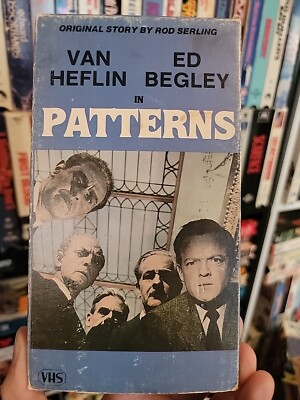 ORIGINAL STORY BY ROD SERLING
VAN ED
HEFLIN BEGLEY
IN
PATTERNS
VHS